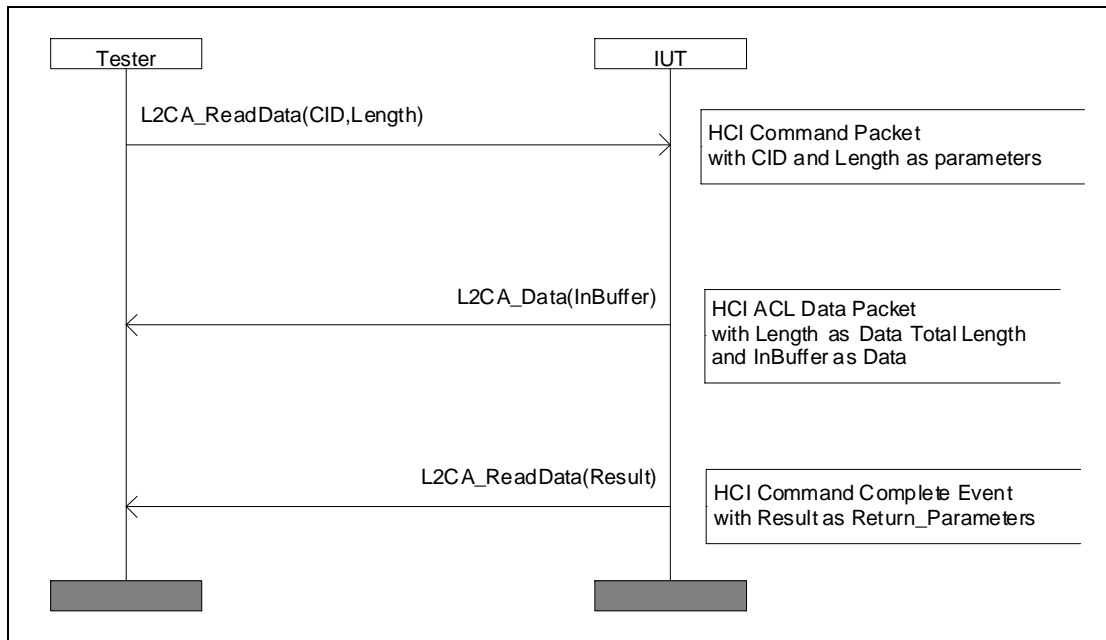 Tester
IUT
L2CA_ReadData(CID,Length)
HCI Command Packet
with CID and Length as parameters
L2CA_Data(InBuffer)
HCI ACL Data Packet
with Length as Data Total Length
and InBuffer as Data
L2CA_ReadData(Result)
HCI Command Complete Event
with Result as Return_Parameters